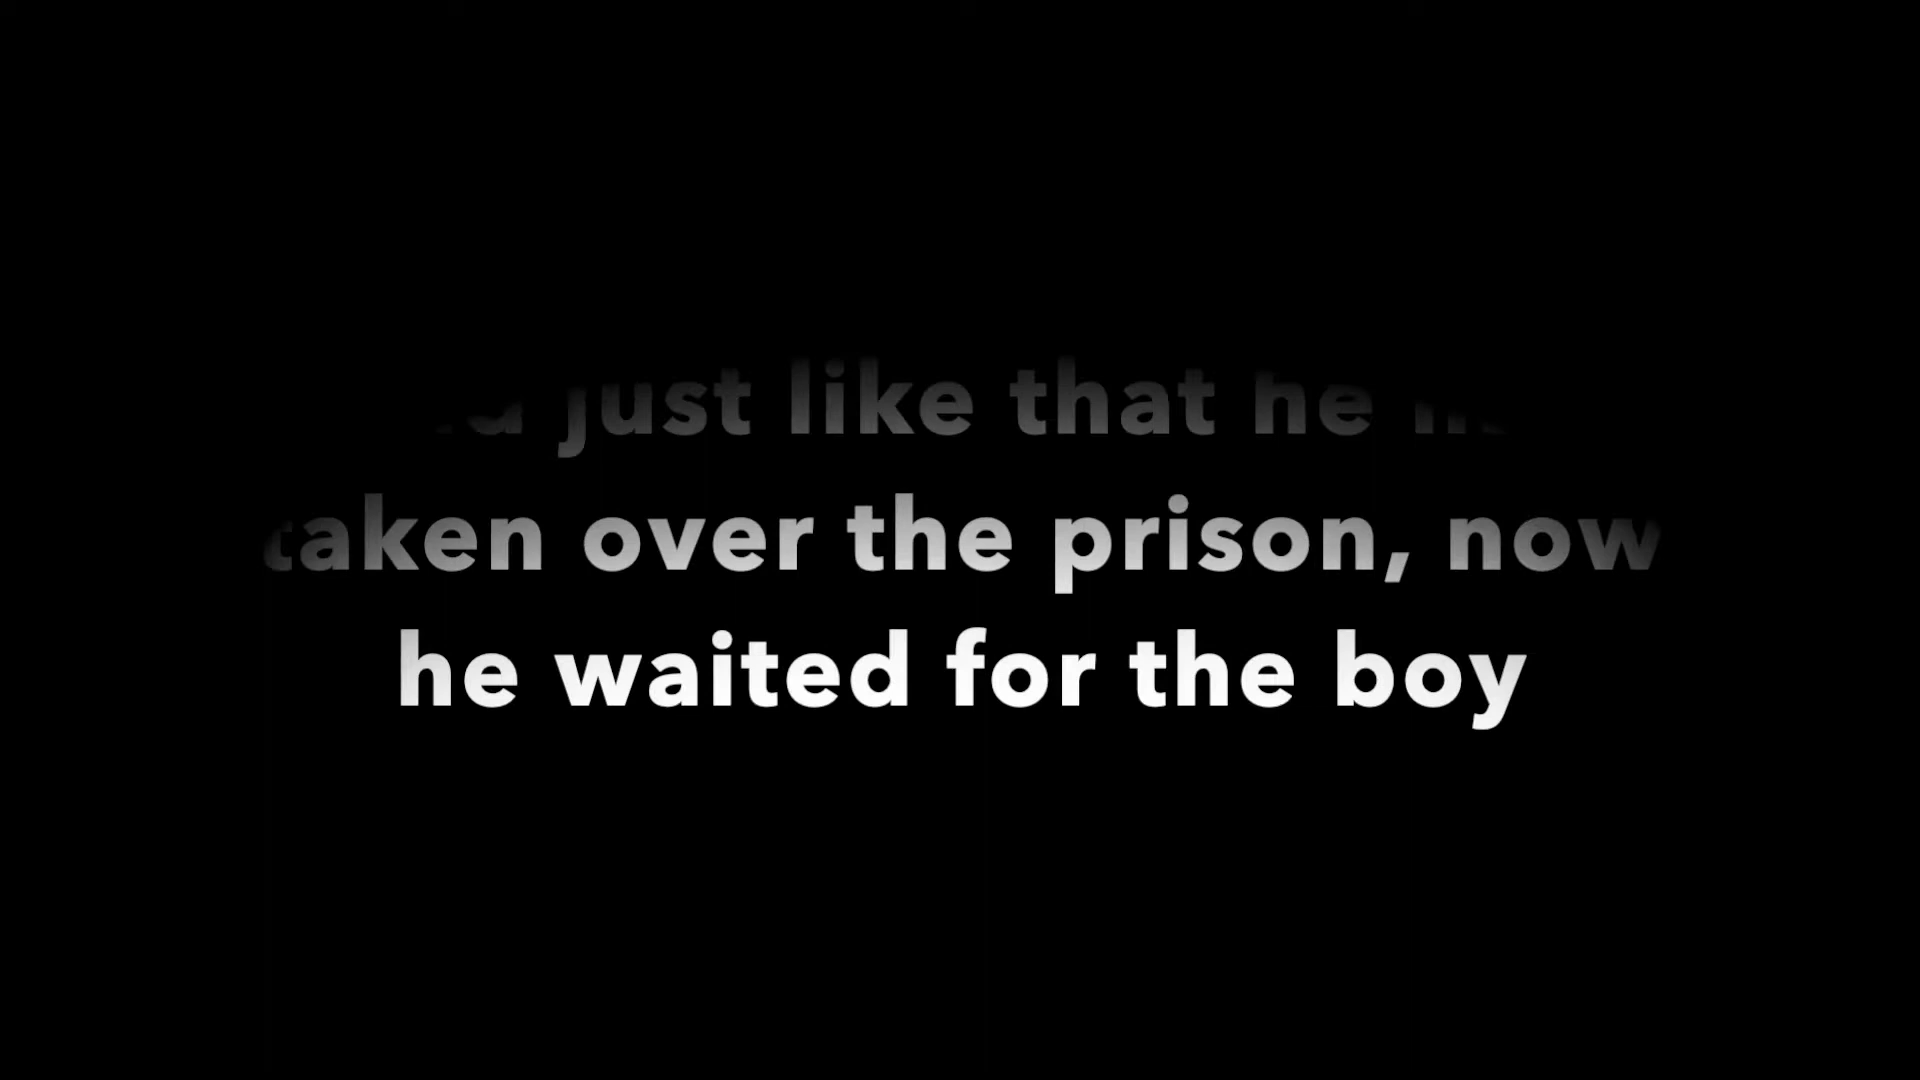 just like that he
taken over the prison, now
he waited for the boy